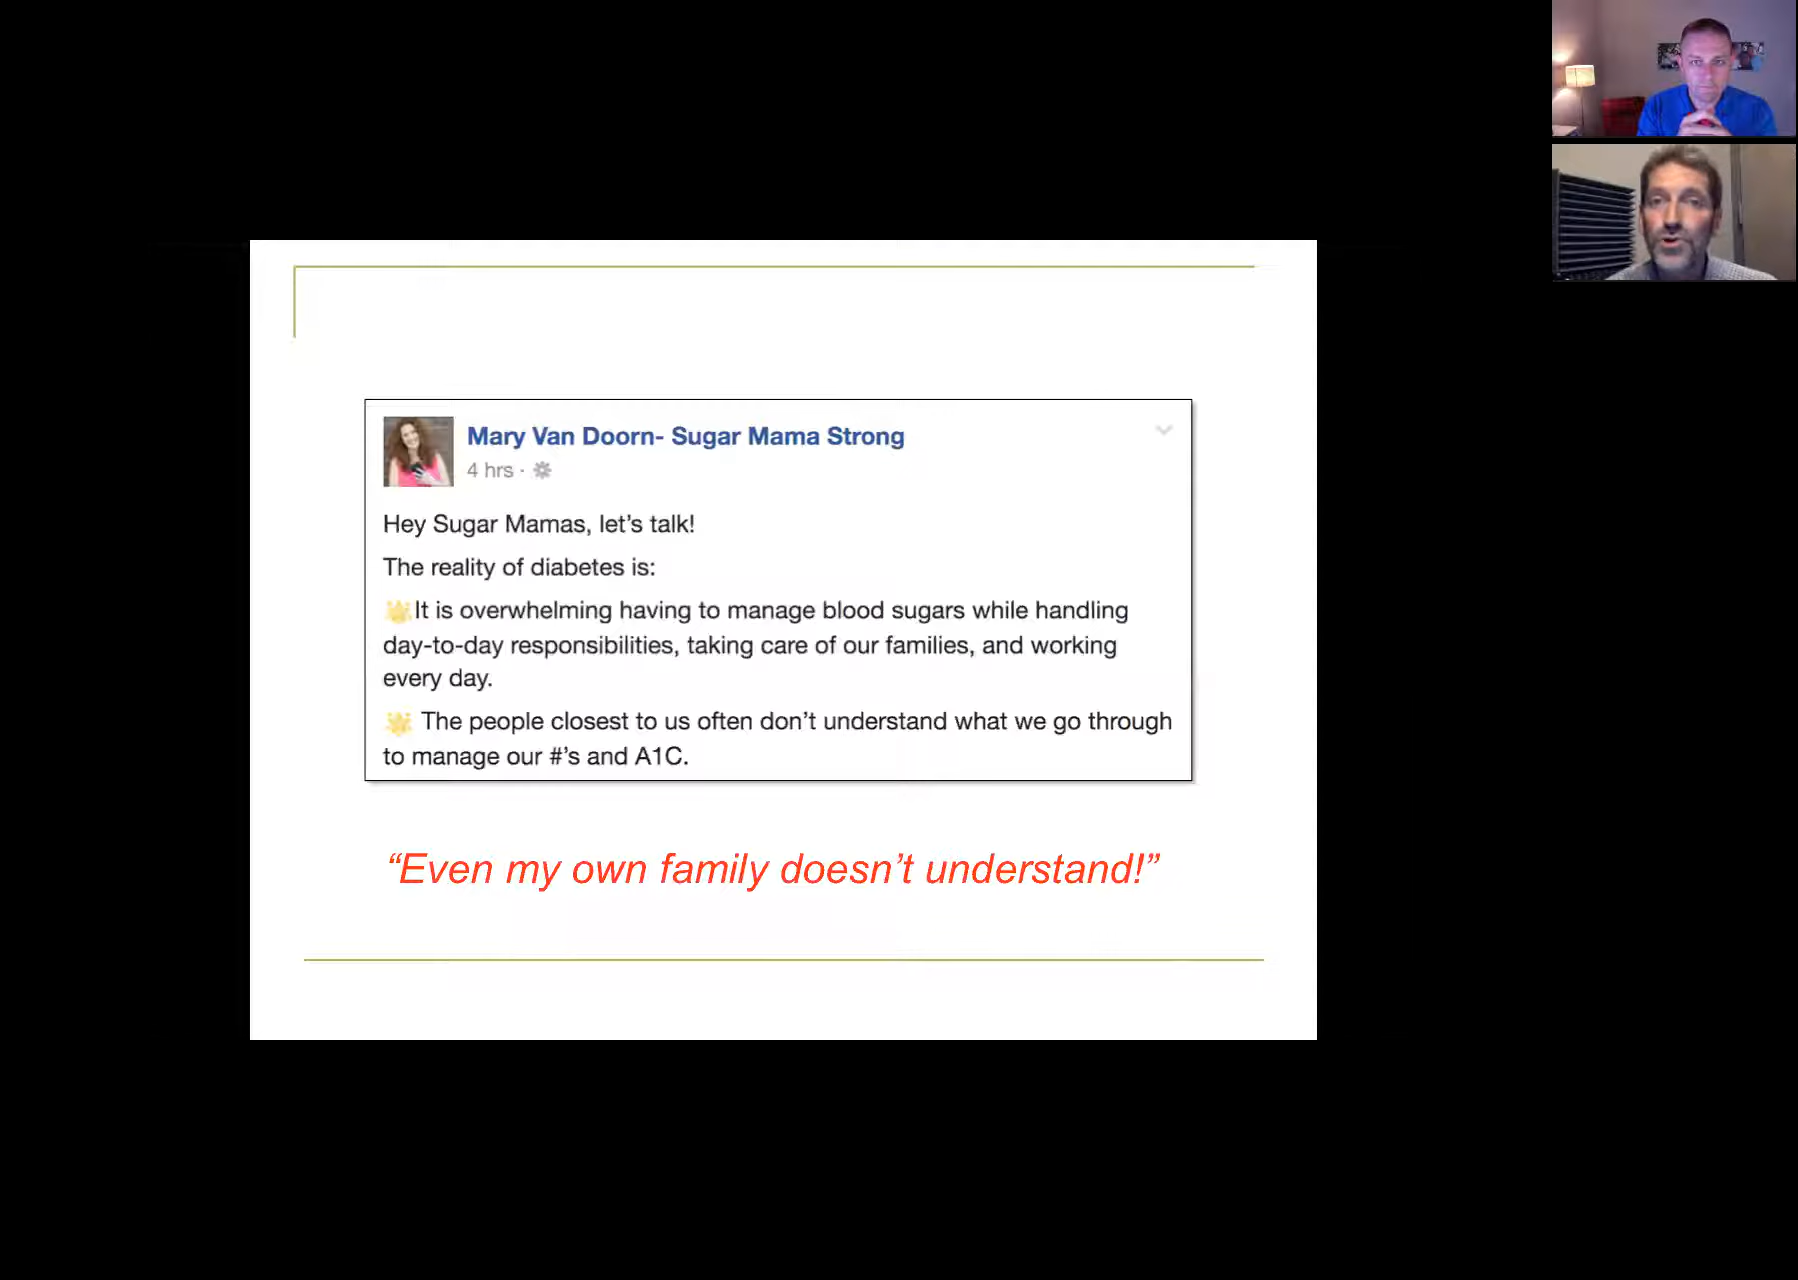 Mary Van Doorn- Sugar Mama Strong
4 hrs ·
Hey Sugar Mamas, let’s talk!
The reality of diabetes is:
It is overwhelming having to manage blood sugars while handling
day-to-day responsibilities, taking care of our families, and working
every day.
The people closest to us often don’t understand what we go through
to manage our #’s and A1C.
“Even my own family doesn’t understand!”